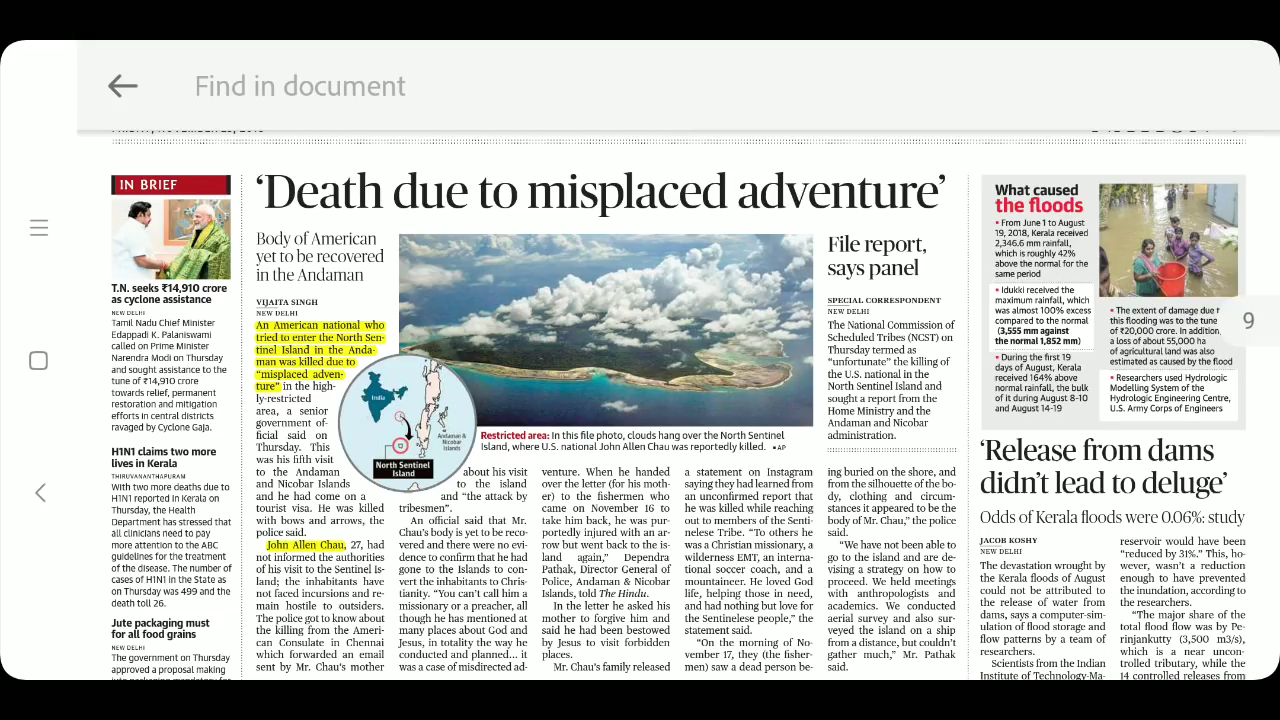 Find in document
IN BRIEF
T.N. seeks ₹14,910 crore
as cyclone assistance
NEW DELHI
Tamil Nadu Chief Minister
Edappadi K. Palaniswami
called on Prime Minister
Narendra Modi on Thursday
and sought assistance to the
tune of ₹14,910 crore
towards relief, permanent
restoration and mitigation
efforts in central districts
ravaged by Cyclone Gaja.
H1N1 claims two more
lives in Kerala
THIRUVANANTHAPURAM
With two more deaths due to
H1N1 reported in Kerala on
Thursday, the Health
Department has stressed that
all clinicians need to pay
more attention to the ABC
guidelines for the treatment
of the disease. The number of
cases of H1N1 in the State as
on Thursday was 499 and the
death toll 26.
Jute packaging must
for all food grains
NEW DELHI
The government on Thursday
approved a proposal making
‘Death due to misplaced adventure’
Body of American
yet to be recovered
in the Andaman
VIJAITA SINGH
NEW DELHI
An American national who
tried to enter the North Sen-
tinel Island in the Anda-
man was killed due to
“misplaced adven-
ture” in the high-
ly-restricted
area, a senior
government of-
ficial said on
Thursday. This
was his fifth visit
to the Andaman
and Nicobar Islands
and he had come on a
tourist visa. He was killed
with bows and arrows, the
police said.
John Allen Chau, 27, had
not informed the authorities
of his visit to the Sentinel Is-
land; the inhabitants have
not faced incursions and re-
main hostile to outsiders.
The police got to know about
the killing from the Ameri-
can Consulate in Chennai
which forwarded an email
sent by Mr. Chau’s mother
India
Andaman &
Nicobar
Islands
North Sentinel
Island
Restricted area: In this file photo, clouds hang over the North Sentinel
Island, where U.S. national John Allen Chau was reportedly killed. •AP
about his visit
to the island
and “the attack by
tribesmen”.
An official said that Mr.
Chau’s body is yet to be reco-
vered and there were no evi-
dence to confirm that he had
gone to the Islands to con-
vert the inhabitants to Chris-
tianity. “You can’t call him a
missionary or a preacher, all
though he has mentioned at
many places about God and
Jesus, in totality the way he
conducted and planned... it
was a case of misdirected ad-
venture. When he handed
over the letter (for his moth-
er) to the fishermen who
came on November 16 to
take him back, he was pur-
portedly injured with an ar-
row but went back to the is-
land again,” Dependra
Pathak, Director General of
Police, Andaman & Nicobar
Islands, told The Hindu.
In the letter he asked his
mother to forgive him and
said he had been bestowed
by Jesus to visit forbidden
places.
Mr. Chau’s family released
a statement on Instagram
saying they had learned from
an unconfirmed report that
he was killed while reaching
out to members of the Senti-
nelese Tribe. “To others he
was a Christian missionary, a
wilderness EMT, an interna-
tional soccer coach, and a
mountaineer. He loved God
life, helping those in need,
and had nothing but love for
the Sentinelese people,” the
statement said.
“On the morning of No-
vember 17, they (the fisher-
men) saw a dead person be-
ing buried on the shore, and
from the silhouette of the bo-
dy, clothing and circum-
stances it appeared to be the
body of Mr. Chau,” the police
said.
“We have not been able to
go to the island and are de-
vising a strategy on how to
proceed. We held meetings
with anthropologists and
academics. We conducted
aerial survey and also sur-
veyed the island on a ship
from a distance, but couldn’t
gather much,” Mr. Pathak
said.
File report,
says panel
SPECIAL CORRESPONDENT
NEW DELHI
The National Commission of
Scheduled Tribes (NCST) on
Thursday termed as
“unfortunate” the killing of
the U.S. national in the
North Sentinel Island and
sought a report from the
Home Ministry and the
Andaman and Nicobar
administration.
What caused
the floods
• From June 1 to August
19, 2018, Kerala received
2,346.6 mm rainfall,
which is roughly 42%
above the normal for the
same period
• Idukki received the
maximum rainfall, which
was almost 100% excess
compared to the normal
(3,555 mm against
the normal 1,852 mm)
• During the first 19
days of August, Kerala
received 164% above
normal rainfall, the bulk
of it during August 8-10
and August 14-19
• The extent of damage due t
this flooding was to the tune
of ₹20,000 crore. In addition,
a loss of about 55,000 ha
of agricultural land was also
estimated as caused by the flood
• Researchers used Hydrologic
Modelling System of the
Hydrologic Engineering Centre,
U.S. Army Corps of Engineers
9
‘Release from dams
didn’t lead to deluge’
Odds of Kerala floods were 0.06%: study
JACOB KOSHY
NEW DELHI
The devastation wrought by
the Kerala floods of August
could not be attributed to
the release of water from
dams, says a computer-sim-
ulation of flood storage and
flow patterns by a team of
researchers.
Scientists from the Indian
Institute of Technology-Ma-
reservoir would have been
“reduced by 31%.” This, ho-
wever, wasn’t a reduction
enough to have prevented
the inundation, according to
the researchers.
“The major share of the
total flood flow was by Pe-
rinjankutty (3,500 m3/s),
which is a near uncon-
trolled tributary, while the
14 controlled releases from